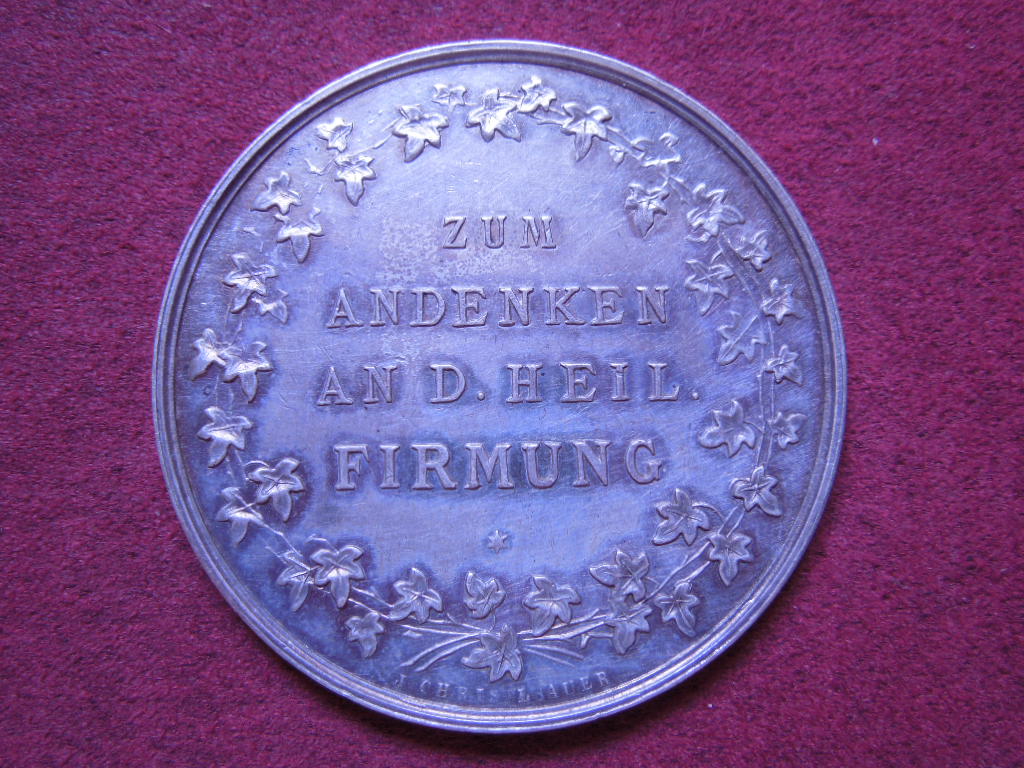 ZUM
ANDENKEN
AN D. HEIL.
FIRMUNG